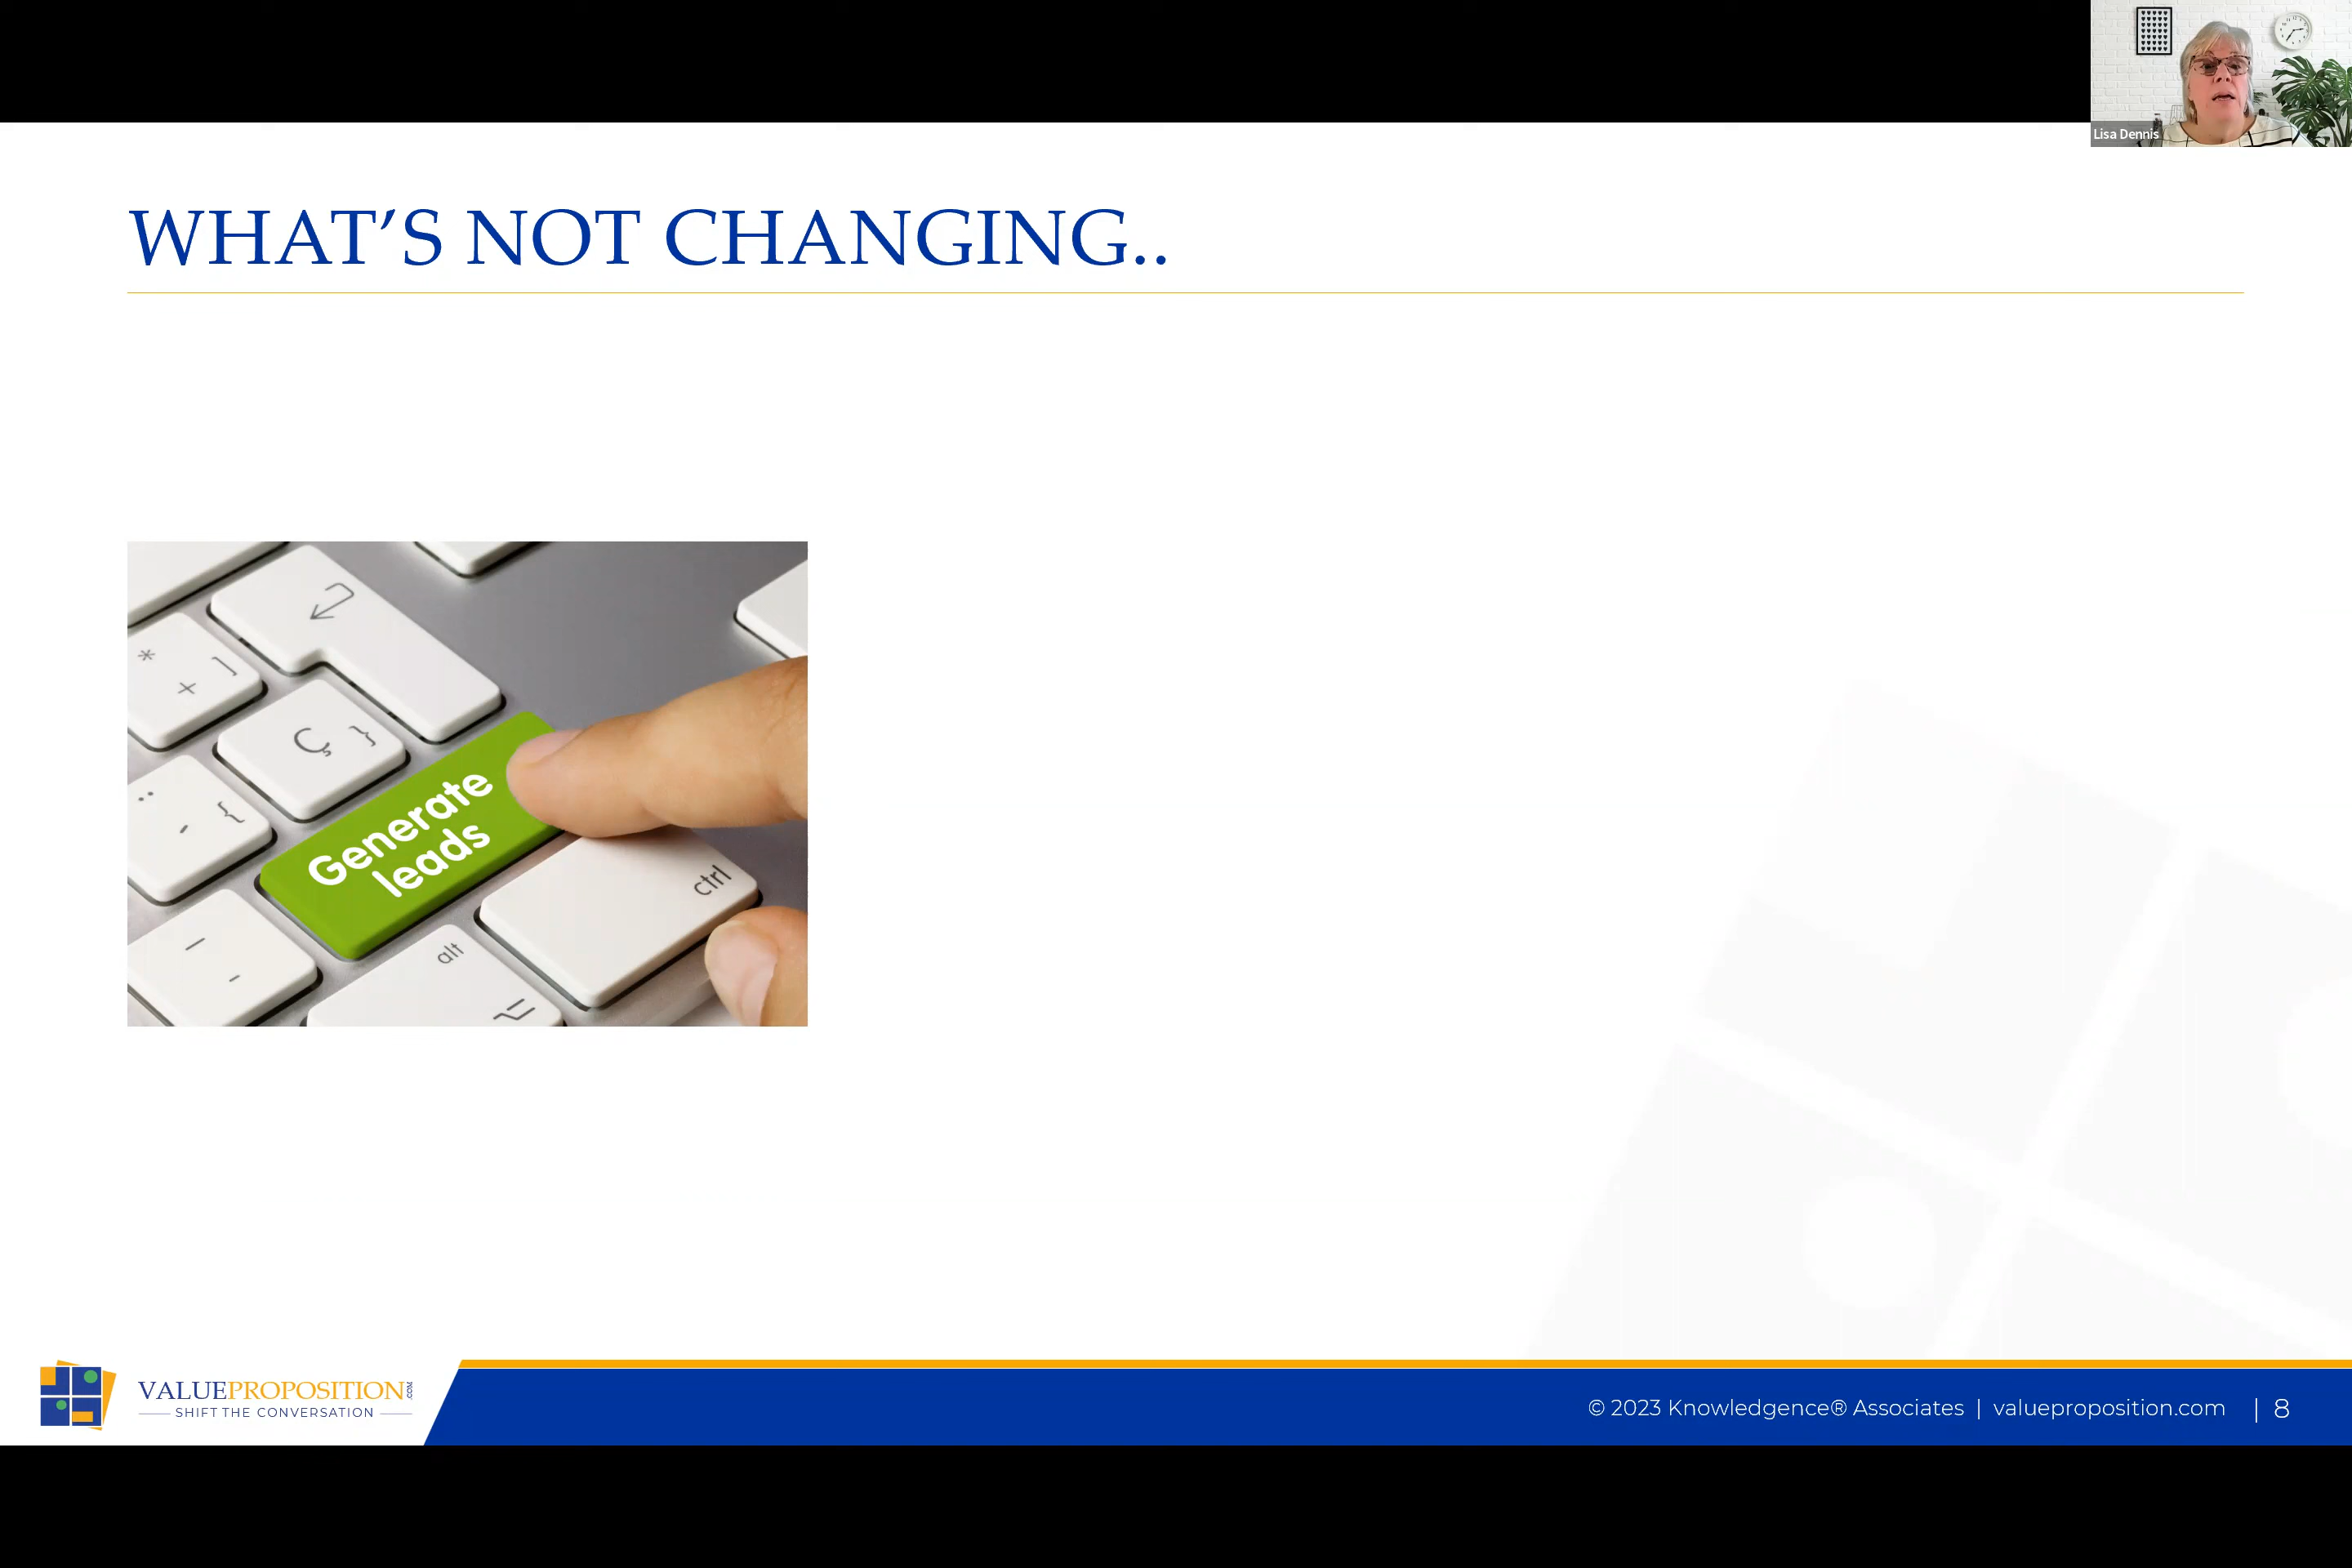 Lisa Dennis
WHAT’S NOT CHANGING..
* ]
+
Ç }
{
Generate
leads
ctrl
alt
VALUEPROPOSITION.COM
SHIFT THE CONVERSATION
© 2023 Knowledgence® Associates | valueproposition.com | 8